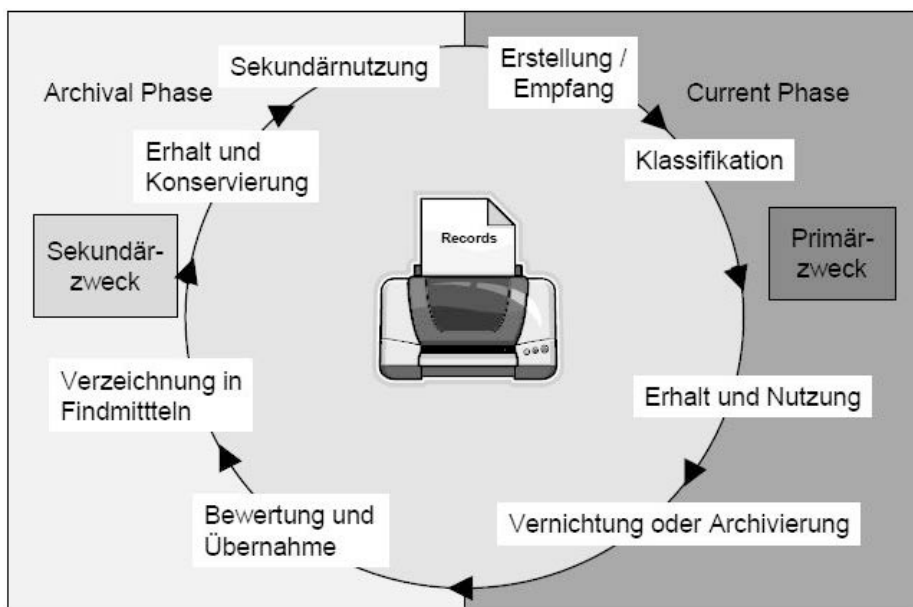 Sekundärnutzung
Erstellung /
Empfang
Archival Phase
Current Phase
Erhalt und
Konservierung
Klassifikation
Records
Sekundär-
zweck
Primär-
zweck
Verzeichnung in
Findmittteln
Erhalt und Nutzung
Bewertung und
Übernahme
Vernichtung oder Archivierung